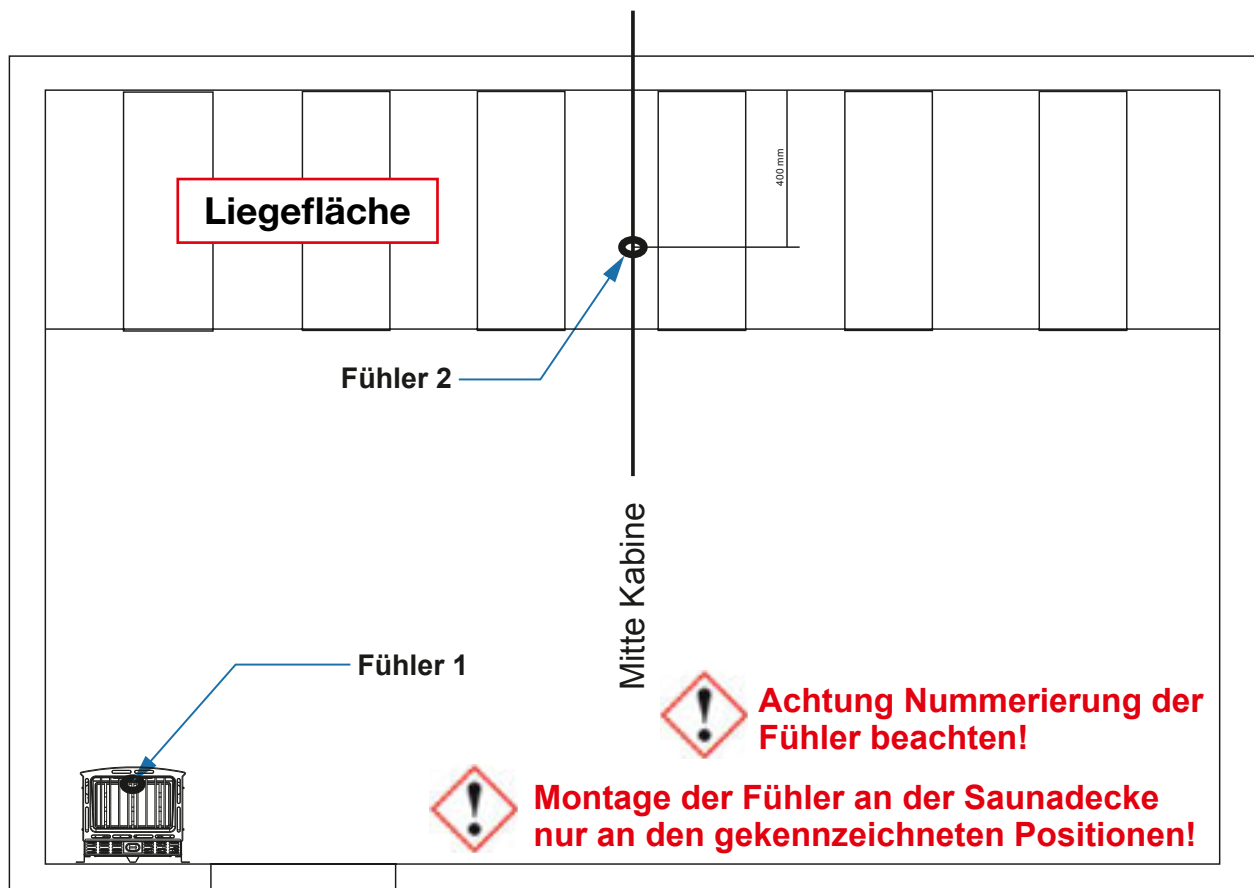 400 mm
Liegefläche
Fühler 2
Mitte Kabine
Fühler 1
Achtung Nummerierung der
Fühler beachten!
Montage der Fühler an der Saunadecke
nur an den gekennzeichneten Positionen!